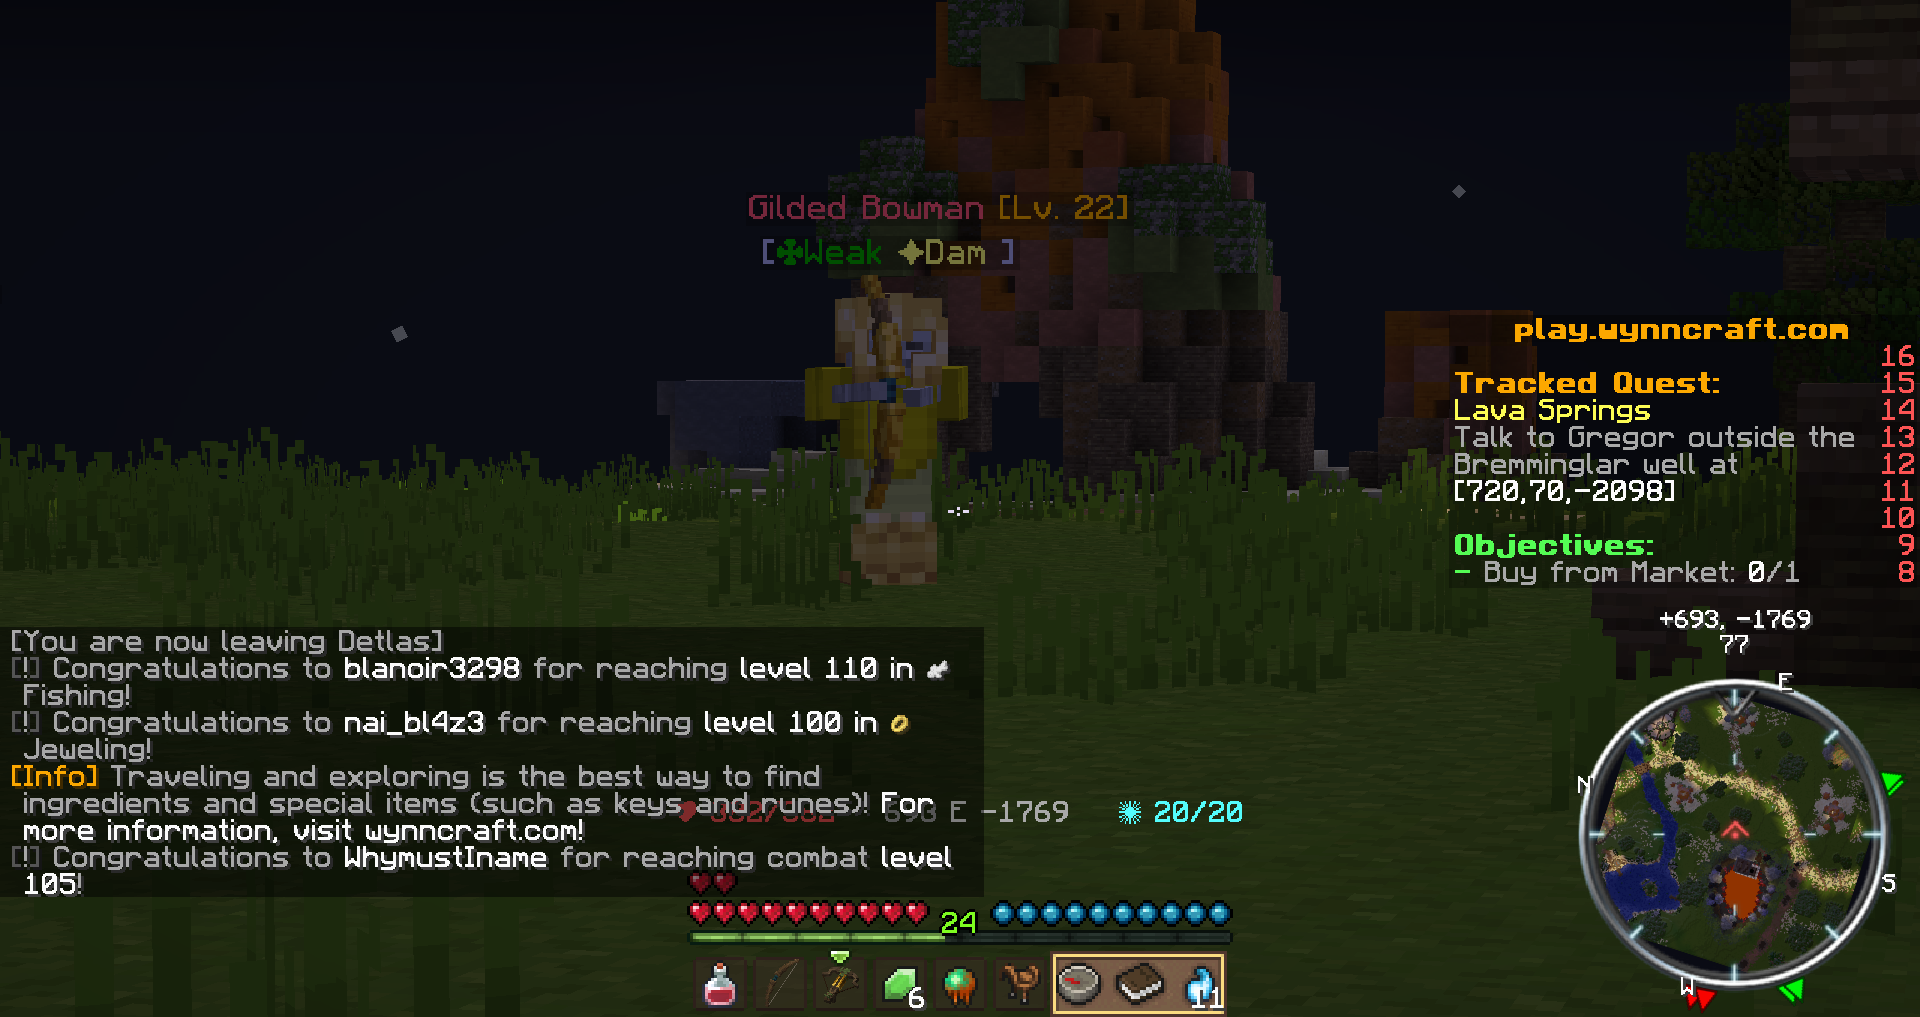 Gilded Bowman [Lv. 22]
[✤Weak ✦Dam ]
play.wynncraft.com
16
Tracked Quest: 15
Lava Springs 14
Talk to Gregor outside the 13
Bremminglar well at 12
[720,70,-2098] 11
10
Objectives: 9
- Buy from Market: 0/1 8
+693, -1769
77
E
N
S
W
[You are now leaving Detlas]
[!] Congratulations to blanoir3298 for reaching level 110 in
Fishing!
[!] Congratulations to nai_bl4z3 for reaching level 100 in
Jeweling!
[Info] Traveling and exploring is the best way to find
ingredients and special items (such as keys and runes)! For
more information, visit wynncraft.com!
[!] Congratulations to WhymustIname for reaching combat level
105!
693 E -1769
20/20
24
6
11